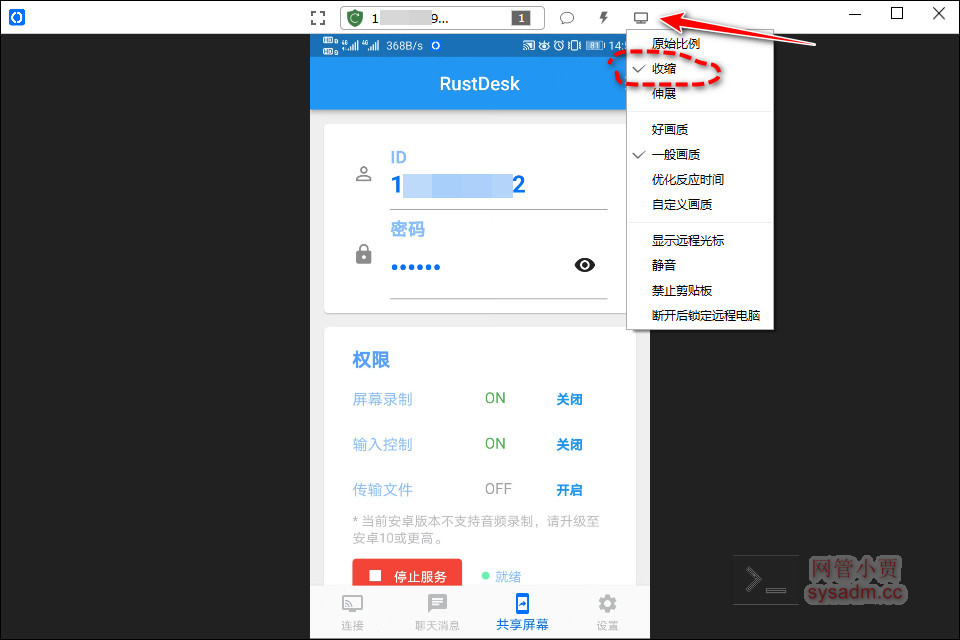 1 9... 1
368B/s 81 14:
RustDesk
原始比例
收缩
伸展
好画质
一般画质
优化反应时间
自定义画质
显示远程光标
静音
禁止剪贴板
断开后锁定远程电脑
ID
1 2
密码
权限
屏幕录制 ON 关闭
输入控制 ON 关闭
传输文件 OFF 开启
* 当前安卓版本不支持音频录制，请升级至
安卓10或更高。
停止服务 就绪
连接 聊天消息 共享屏幕 设置
网管小贾
sysadm.cc